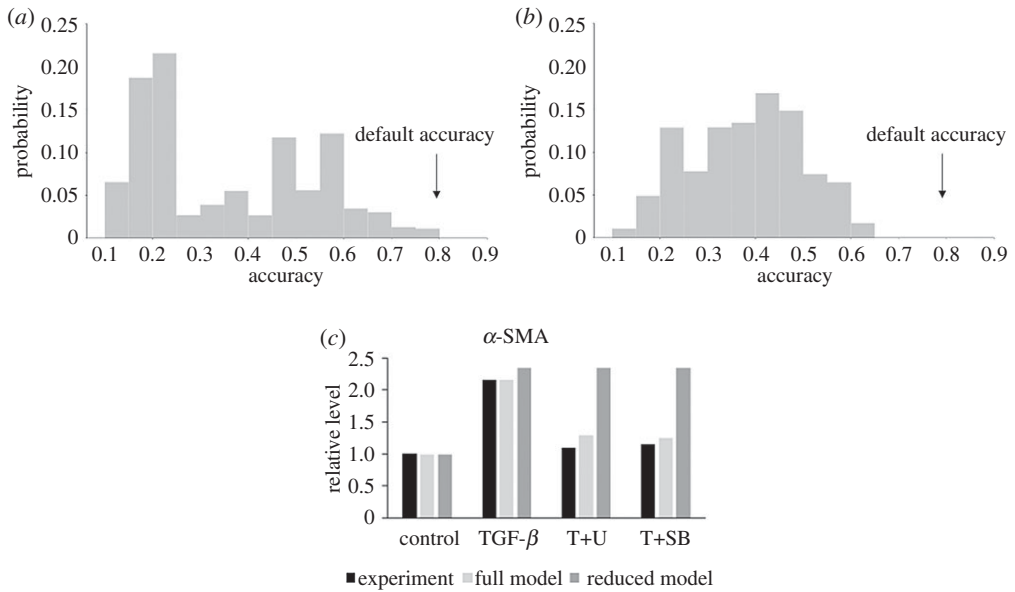 (a)
0.25
0.20
0.15
0.10
0.05
0
probability
default accuracy
0.1 0.2 0.3 0.4 0.5 0.6 0.7 0.8 0.9
accuracy
(b)
0.25
0.20
0.15
0.10
0.05
0
probability
default accuracy
0.1 0.2 0.3 0.4 0.5 0.6 0.7 0.8 0.9
accuracy
(c)
α-SMA
2.5
2.0
1.5
1.0
0.5
0
relative level
control TGF-β T+U T+SB
experiment full model reduced model